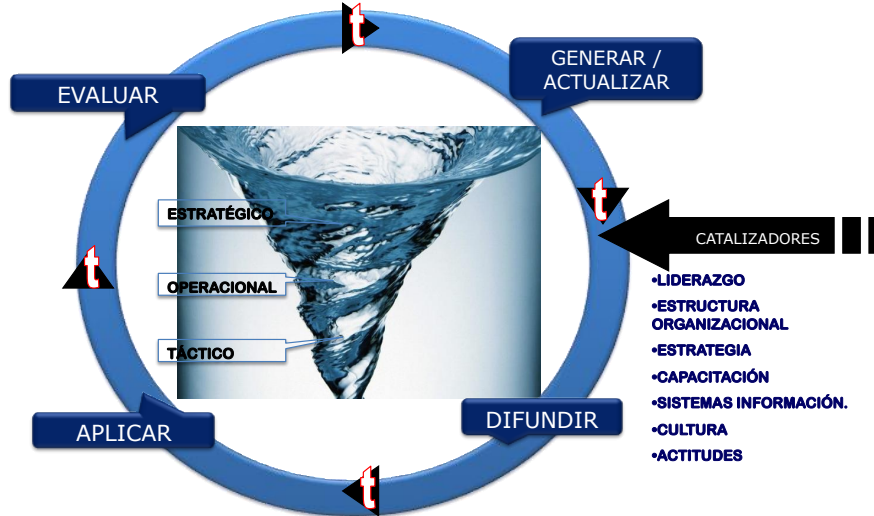 t
GENERAR /
ACTUALIZAR
EVALUAR
t
ESTRATÉGICO
CATALIZADORES
t
OPERACIONAL
•LIDERAZGO
•ESTRUCTURA
ORGANIZACIONAL
TÁCTICO
•ESTRATEGIA
•CAPACITACIÓN
•SISTEMAS INFORMACIÓN.
DIFUNDIR
APLICAR
•CULTURA
•ACTITUDES
t